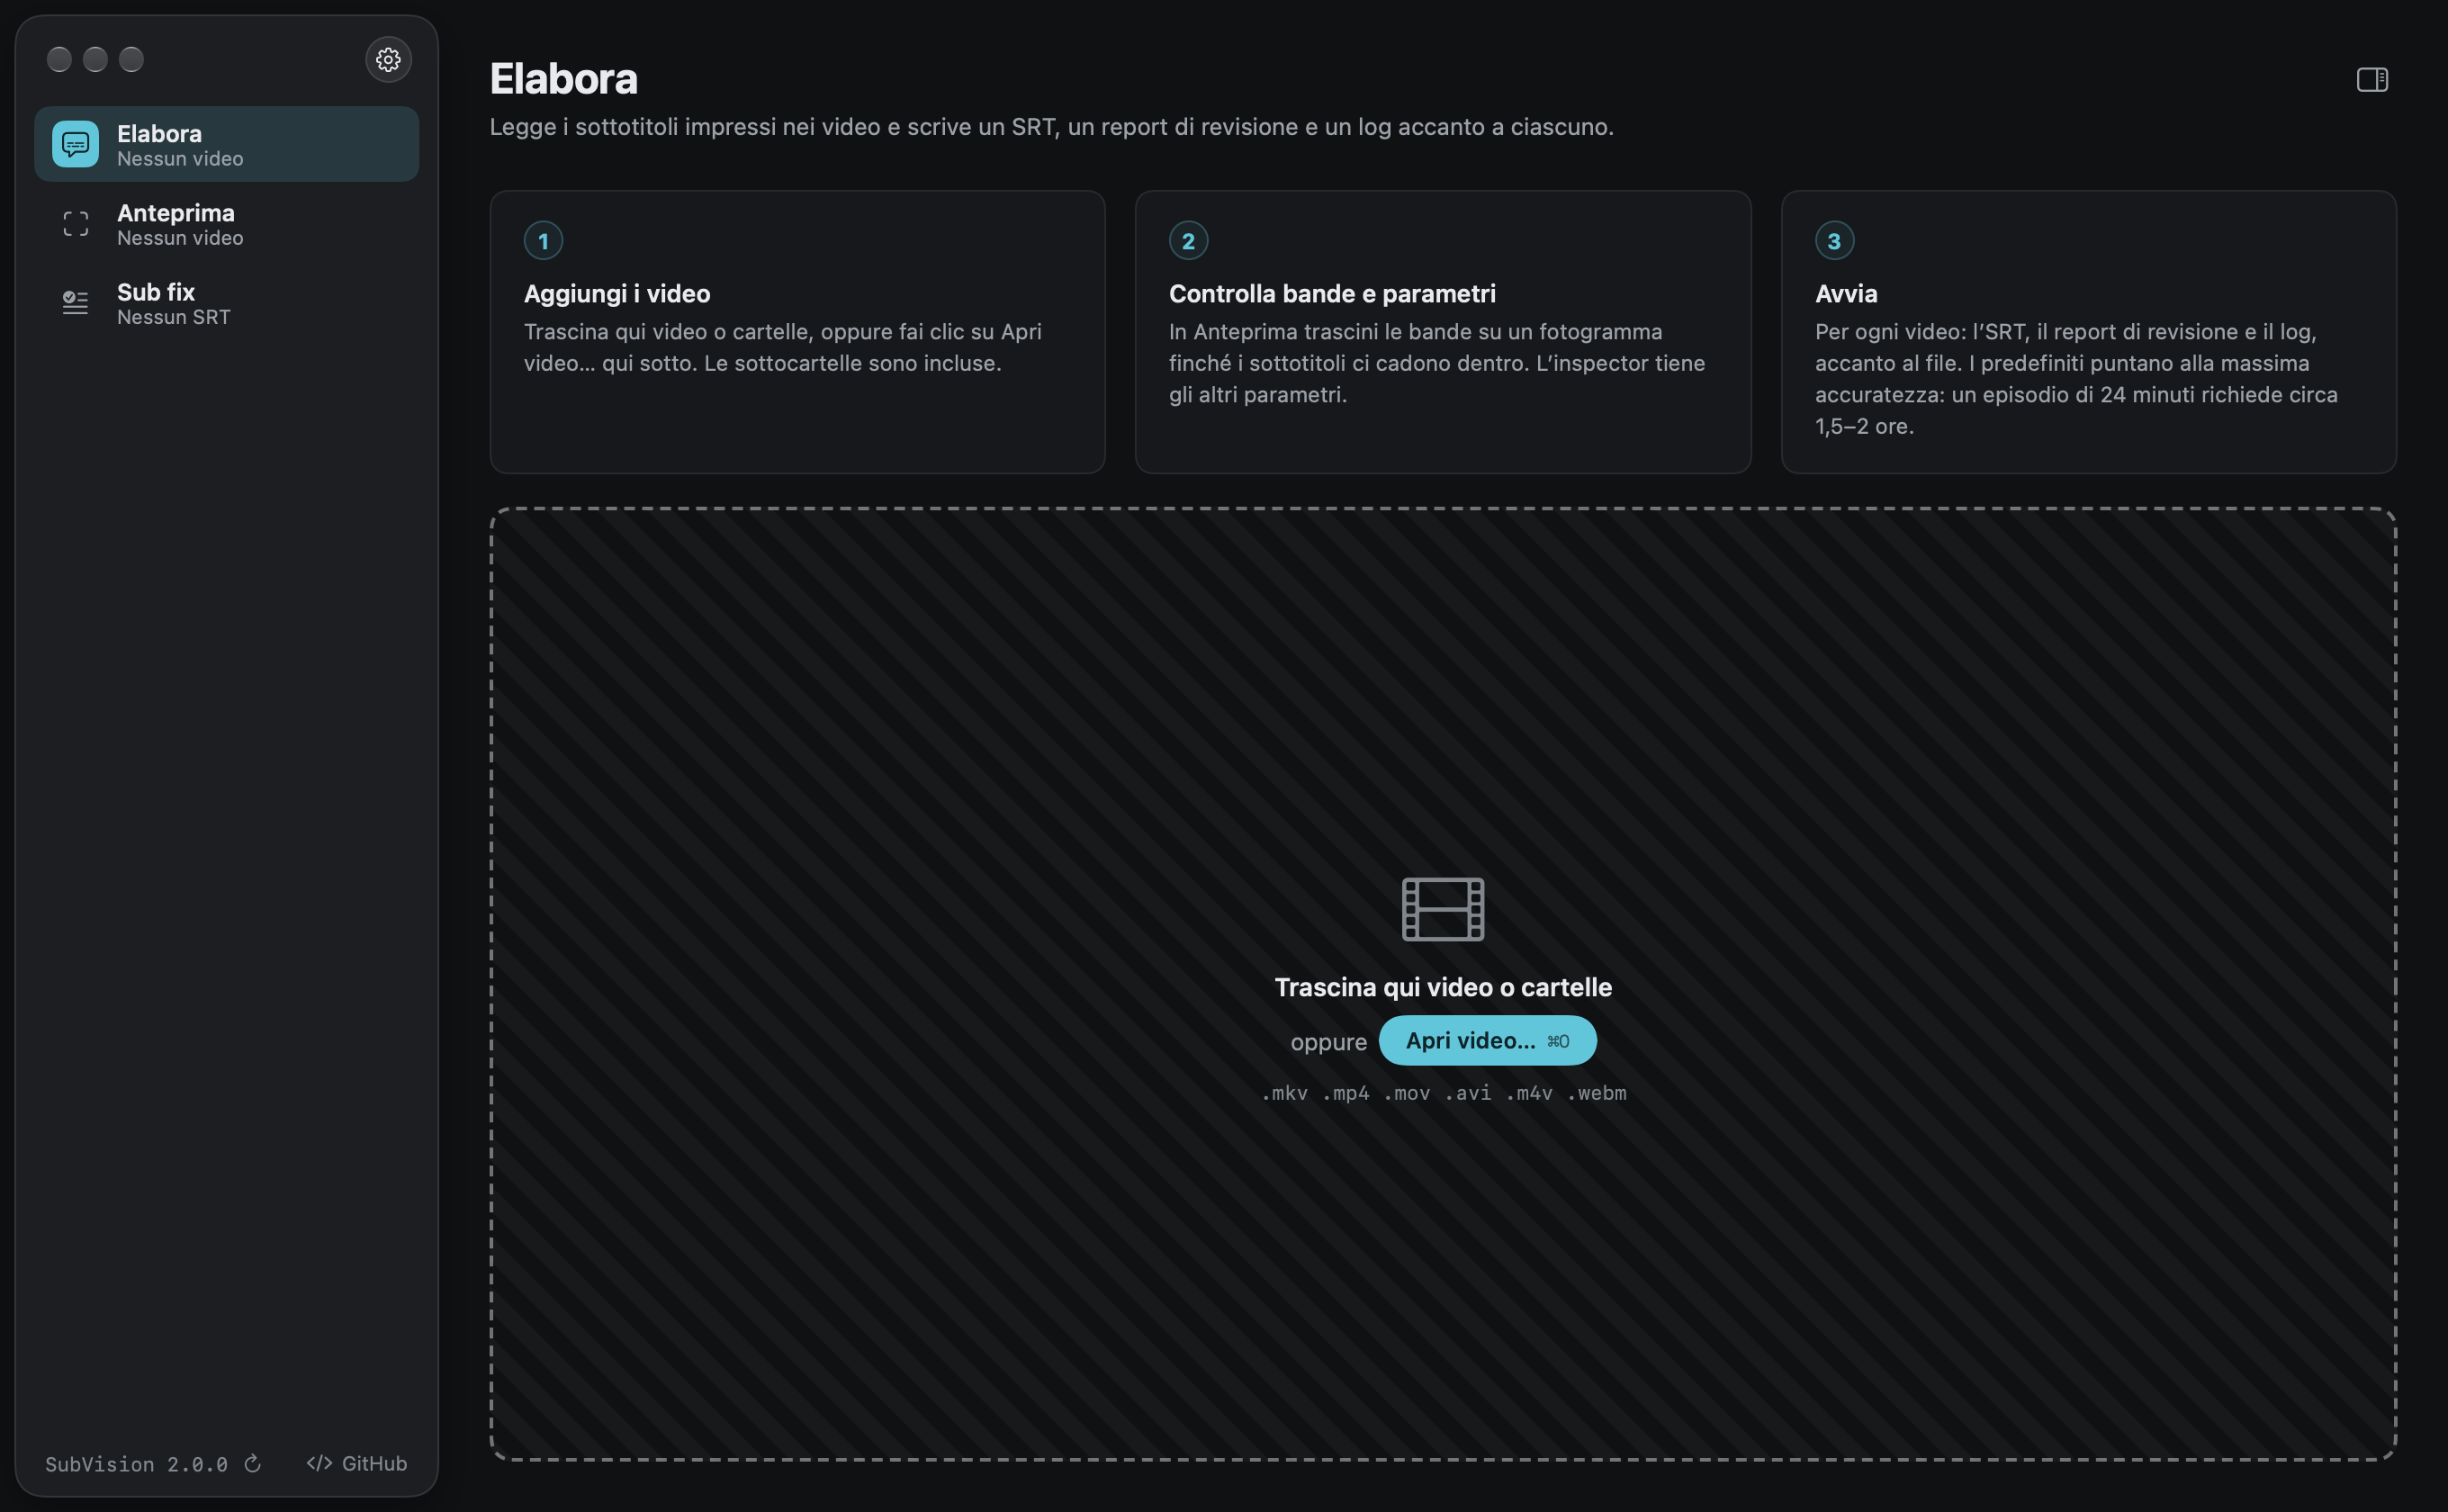 Elabora
Nessun video
Anteprima
Nessun video
Sub fix
Nessun SRT
SubVision 2.0.0
</> GitHub
Elabora
Legge i sottotitoli impressi nei video e scrive un SRT, un report di revisione e un log accanto a ciascuno.
1
Aggiungi i video
Trascina qui video o cartelle, oppure fai clic su Apri
video... qui sotto. Le sottocartelle sono incluse.
2
Controlla bande e parametri
In Anteprima trascini le bande su un fotogramma
finché i sottotitoli ci cadono dentro. L’inspector tiene
gli altri parametri.
3
Avvia
Per ogni video: l’SRT, il report di revisione e il log,
accanto al file. I predefiniti puntano alla massima
accuratezza: un episodio di 24 minuti richiede circa
1,5–2 ore.
Trascina qui video o cartelle
oppure Apri video... ⌘O
.mkv .mp4 .mov .avi .m4v .webm